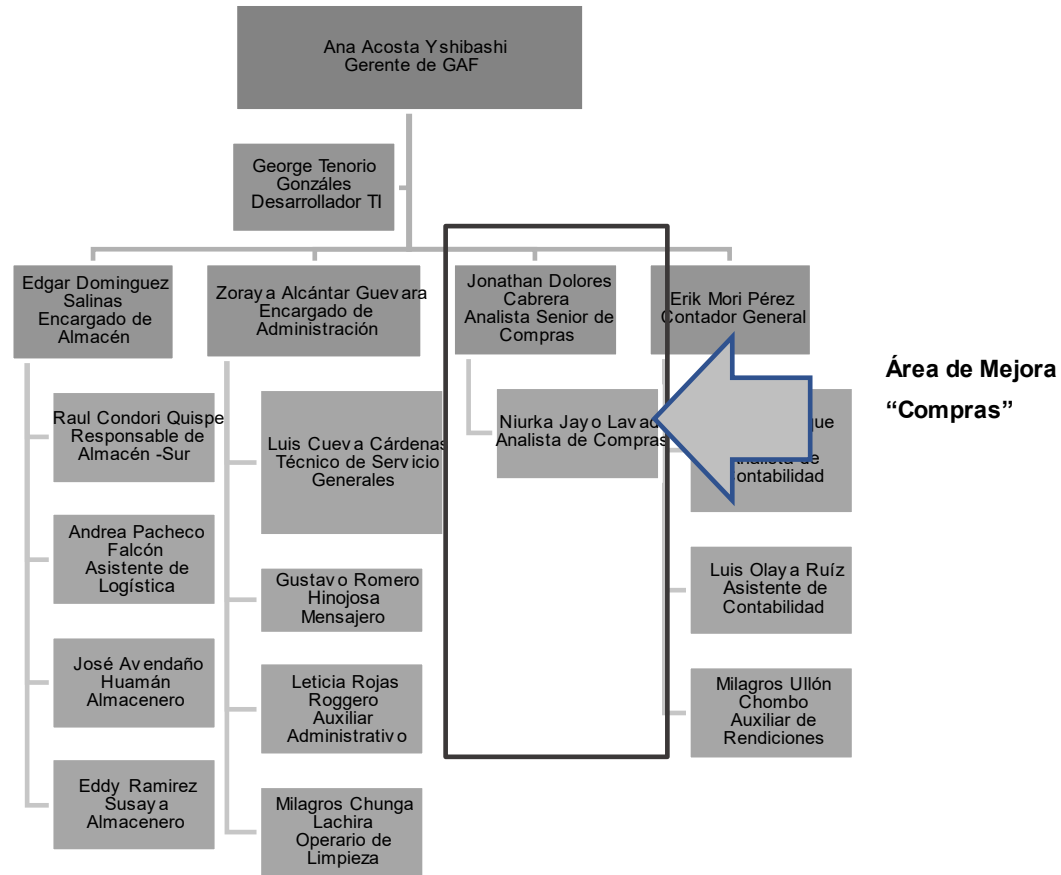 Ana Acosta Yshibashi
Gerente de GAF
George Tenorio
Gonzáles
Desarrollador TI
Edgar Dominguez
Salinas
Encargado de
Almacén
Zoraya Alcántar Guevara
Encargado de
Administración
Jonathan Dolores
Cabrera
Analista Senior de
Compras
Erik Mori Pérez
Contador General
Área de Mejora
“Compras”
Raul Condori Quispe
Responsable de
Almacén -Sur
Andrea Pacheco
Falcón
Asistente de
Logística
José Avendaño
Huamán
Almacenero
Eddy Ramirez
Susaya
Almacenero
Luis Cueva Cárdenas
Técnico de Servicio
Generales
Gustavo Romero
Hinojosa
Mensajero
Leticia Rojas
Roggero
Auxiliar
Administrativo
Milagros Chunga
Lachira
Operario de
Limpieza
Niurka Jayo
Analista de Compras
Analista de
Contabilidad
Luis Olaya Ruíz
Asistente de
Contabilidad
Milagros Ullón
Chombo
Auxiliar de
Rendiciones